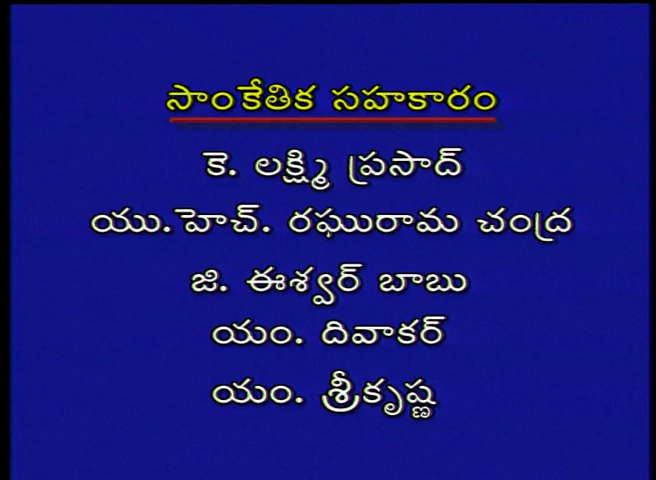 సాంకేతిక సహకారం
కె. లక్ష్మి ప్రసాద్
యు.హెచ్. రఘురామ చంద్ర
జి. ఈశ్వర్ బాబు
యం. దివాకర్
యం. శ్రీకృష్ణ